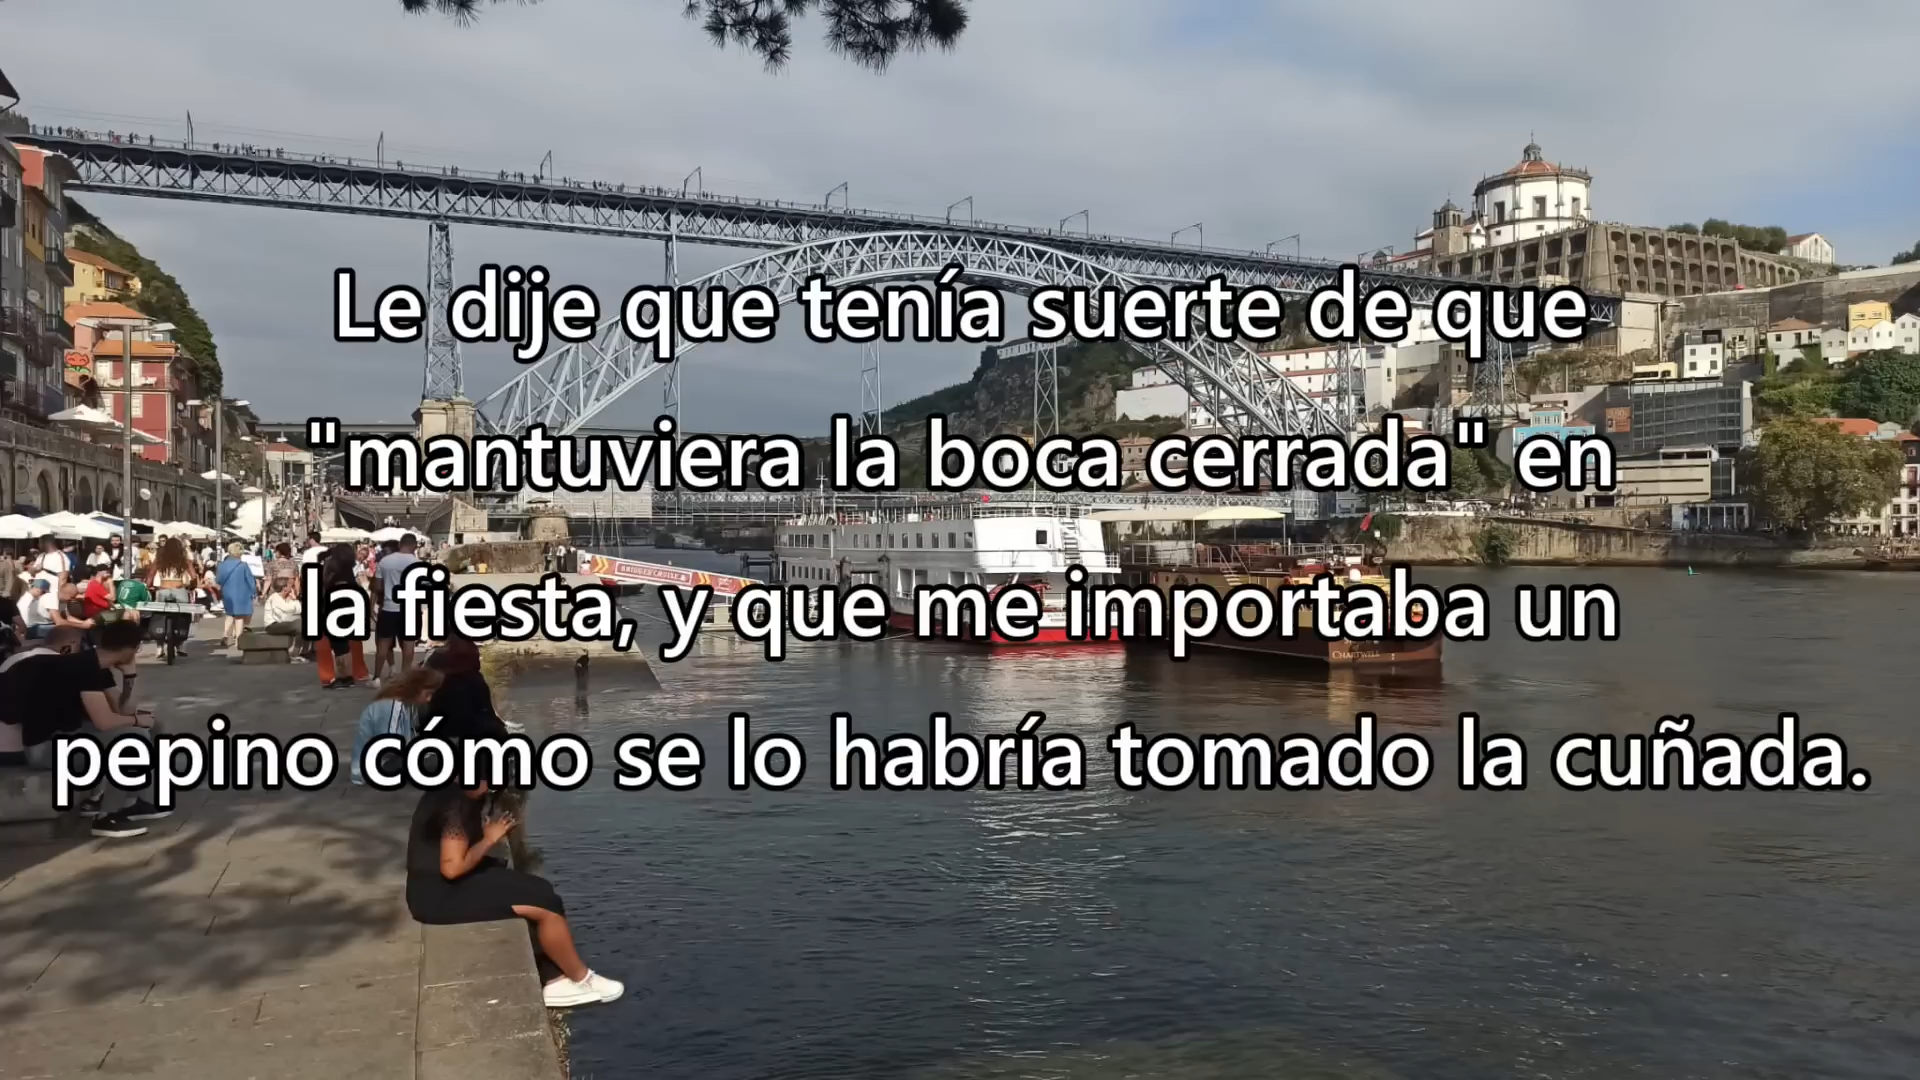 Le dije que tenía suerte de que
"mantuviera la boca cerrada" en
la fiesta, y que me importaba un
pepino cómo se lo habría tomado la cuñada.
CHARTWELL